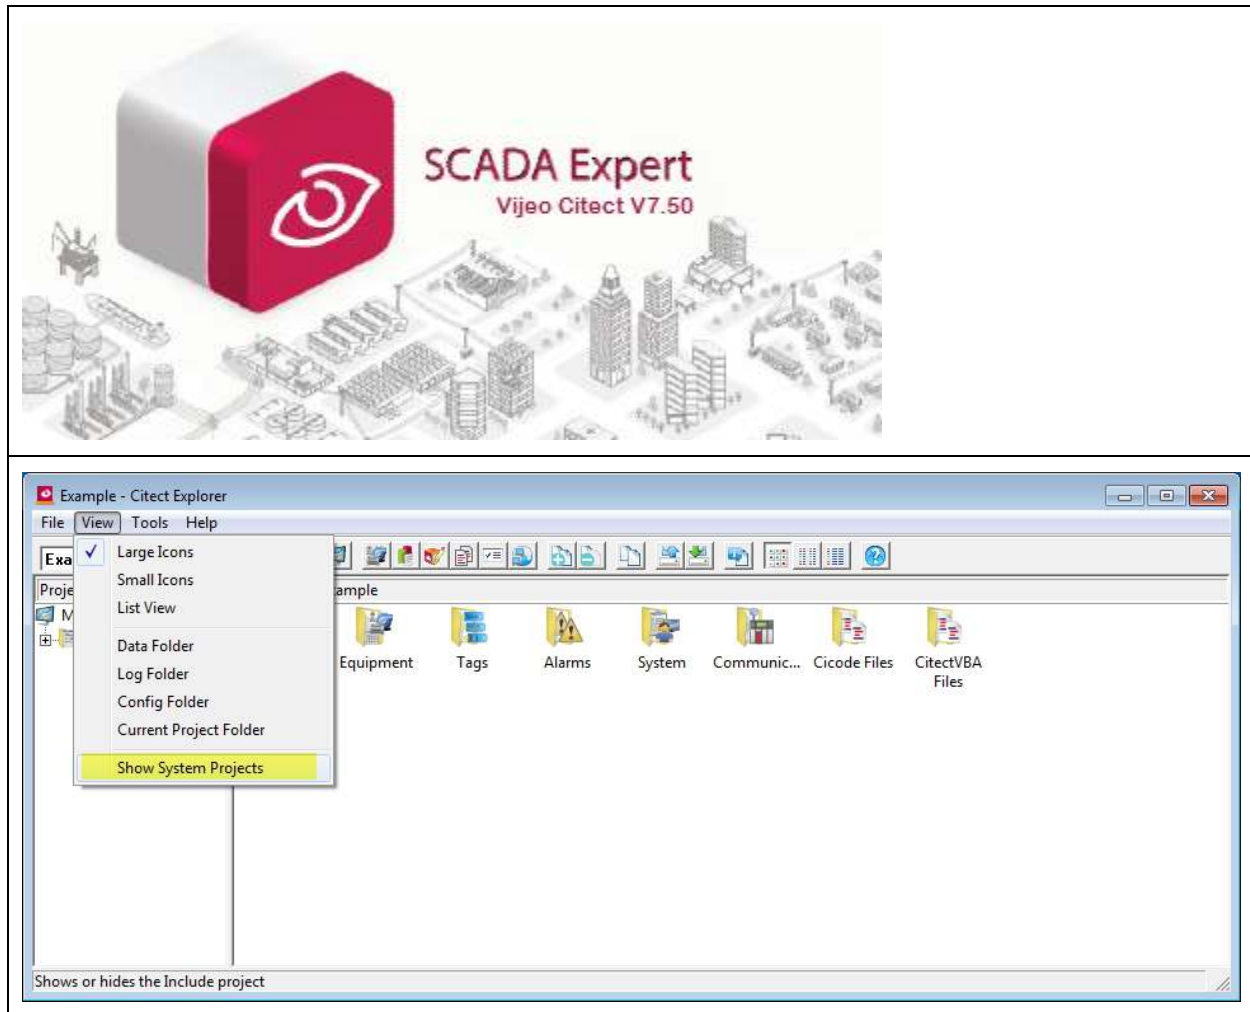 SCADA Expert
Vijeo Citect V7.50
Example - Citect Explorer
File View Tools Help
Exa
Large Icons
Small Icons
List View
Data Folder
Log Folder
Config Folder
Current Project Folder
Show System Projects
Proje
ample
M
Equipment Tags Alarms System Communic... Cicode Files CitectVBA
Files
Shows or hides the Include project